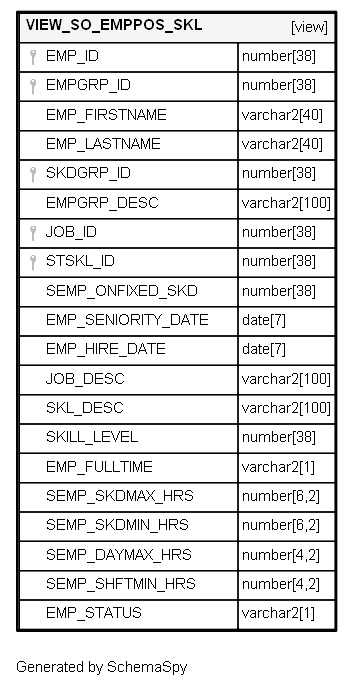 VIEW_SO_EMPPOS_SKL [view]
EMP_ID number[38]
EMPGRP_ID number[38]
EMP_FIRSTNAME varchar2[40]
EMP_LASTNAME varchar2[40]
SKDGRP_ID number[38]
EMPGRP_DESC varchar2[100]
JOB_ID number[38]
STSKL_ID number[38]
SEMP_ONFIXED_SKD number[38]
EMP_SENIORITY_DATE date[7]
EMP_HIRE_DATE date[7]
JOB_DESC varchar2[100]
SKL_DESC varchar2[100]
SKILL_LEVEL number[38]
EMP_FULLTIME varchar2[1]
SEMP_SKDMAX_HRS number[6,2]
SEMP_SKDMIN_HRS number[6,2]
SEMP_DAYMAX_HRS number[4,2]
SEMP_SHFTMIN_HRS number[4,2]
EMP_STATUS varchar2[1]
Generated by SchemaSpy